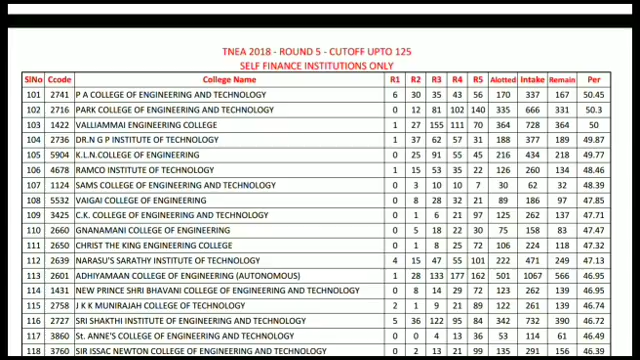 TNEA 2018 - ROUND 5 - CUTOFF UPTO 125
SELF FINANCE INSTITUTIONS ONLY
SlNo Ccode College Name R1 R2 R3 R4 R5 Alotted Intake Remain Per
101 2741 P A COLLEGE OF ENGINEERING AND TECHNOLOGY 6 30 35 43 56 170 337 167 50.45
102 2716 PARK COLLEGE OF ENGINEERING AND TECHNOLOGY 0 12 81 102 140 335 666 331 50.3
103 1422 VALLIAMMAI ENGINEERING COLLEGE 1 27 155 111 70 364 728 364 50
104 2736 DR.N G P INSTITUTE OF TECHNOLOGY 1 37 62 57 31 188 377 189 49.87
105 5904 K.L.N.COLLEGE OF ENGINEERING 0 25 91 55 45 216 434 218 49.77
106 4678 RAMCO INSTITUTE OF TECHNOLOGY 1 15 53 35 22 126 260 134 48.46
107 1124 SAMS COLLEGE OF ENGINEERING AND TECHNOLOGY 0 3 10 10 7 30 62 32 48.39
108 5532 VAIGAI COLLEGE OF ENGINEERING 0 8 28 32 21 89 186 97 47.85
109 3425 C.K. COLLEGE OF ENGINEERING AND TECHNOLOGY 0 1 6 21 97 125 262 137 47.71
110 2660 GNANAMANI COLLEGE OF ENGINEERING 0 5 18 22 30 75 158 83 47.47
111 2650 CHRIST THE KING ENGINEERING COLLEGE 0 1 8 25 72 106 224 118 47.32
112 2639 NARASU'S SARATHY INSTITUTE OF TECHNOLOGY 4 15 47 55 101 222 471 249 47.13
113 2601 ADHIYAMAAN COLLEGE OF ENGINEERING (AUTONOMOUS) 1 28 133 177 162 501 1067 566 46.95
114 1431 NEW PRINCE SHRI BHAVANI COLLEGE OF ENGINEERING AND TECHNOLOGY 0 8 14 29 72 123 262 139 46.95
115 2758 J K K MUNIRAJAH COLLEGE OF TECHNOLOGY 2 1 9 21 89 122 261 139 46.74
116 2727 SRI SHAKTHI INSTITUTE OF ENGINEERING AND TECHNOLOGY 5 36 122 95 84 342 732 390 46.72
117 3860 St. ANNE'S COLLEGE OF ENGINEERING AND TECHNOLOGY 0 0 4 13 36 53 114 61 46.49
118 3760 SIR ISSAC NEWTON COLLEGE OF ENGINEERING AND TECHNOLOGY 0 2 13 21 99 135 291 156 46.39